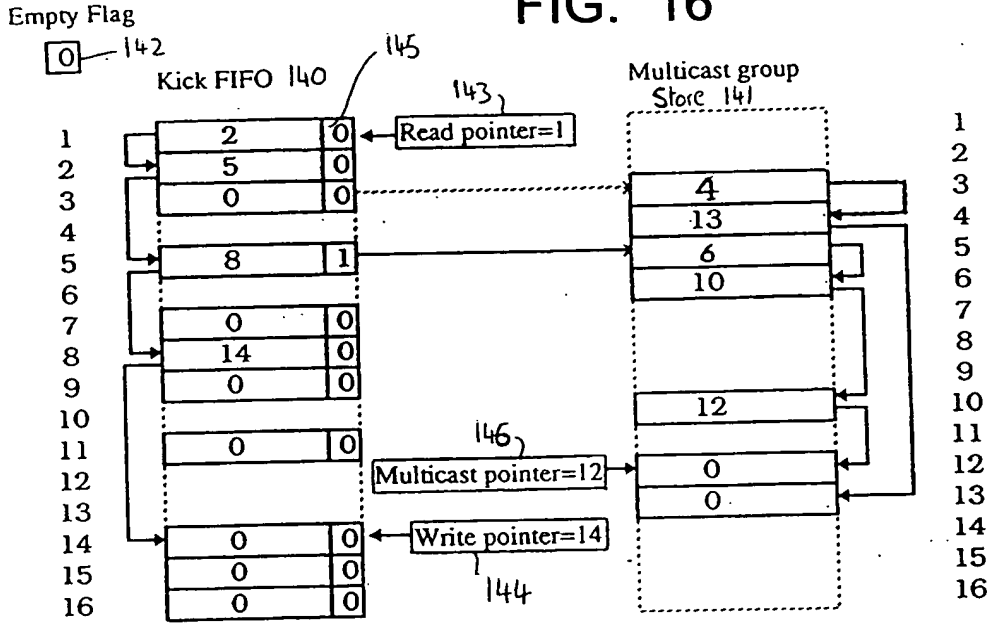 FIG. 16
Empty Flag
0 142
Kick FIFO 140
145
143
Multicast group
Store 141
1 2 0 Read pointer=1 1
2 5 0 2
3 0 0 4 3
4 13 4
5 8 1 6 5
6 10 6
7 0 0 7
8 14 0 8
9 0 0 9
10 12 10
11 0 0 11
146
12 Multicast pointer=12 0 12
13 0 13
14 0 0 Write pointer=14 14
15 0 0 144 15
16 0 0 16